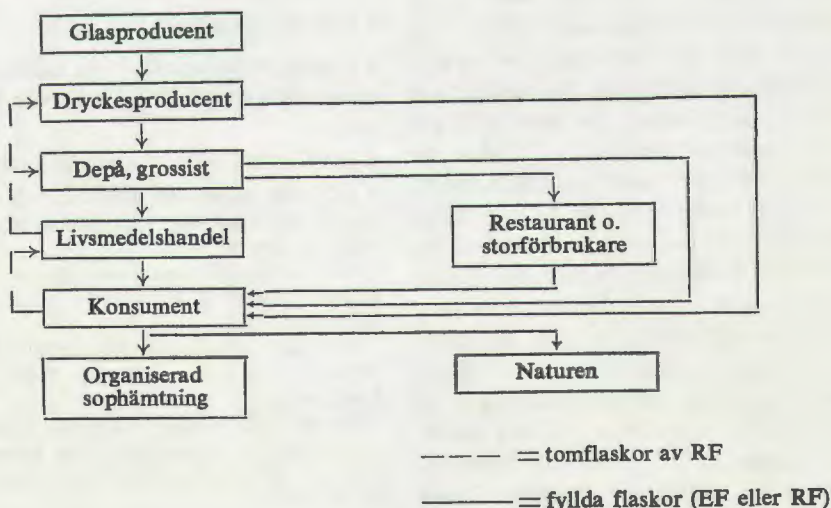 Glasproducent
Dryckesproducent
Depå, grossist
Livsmedelshandel
Restaurant o.
storförbrukare
Konsument
Organiserad
sophämtning
Naturen
= tomflaskor av RF
= fyllda flaskor (EF eller RF)